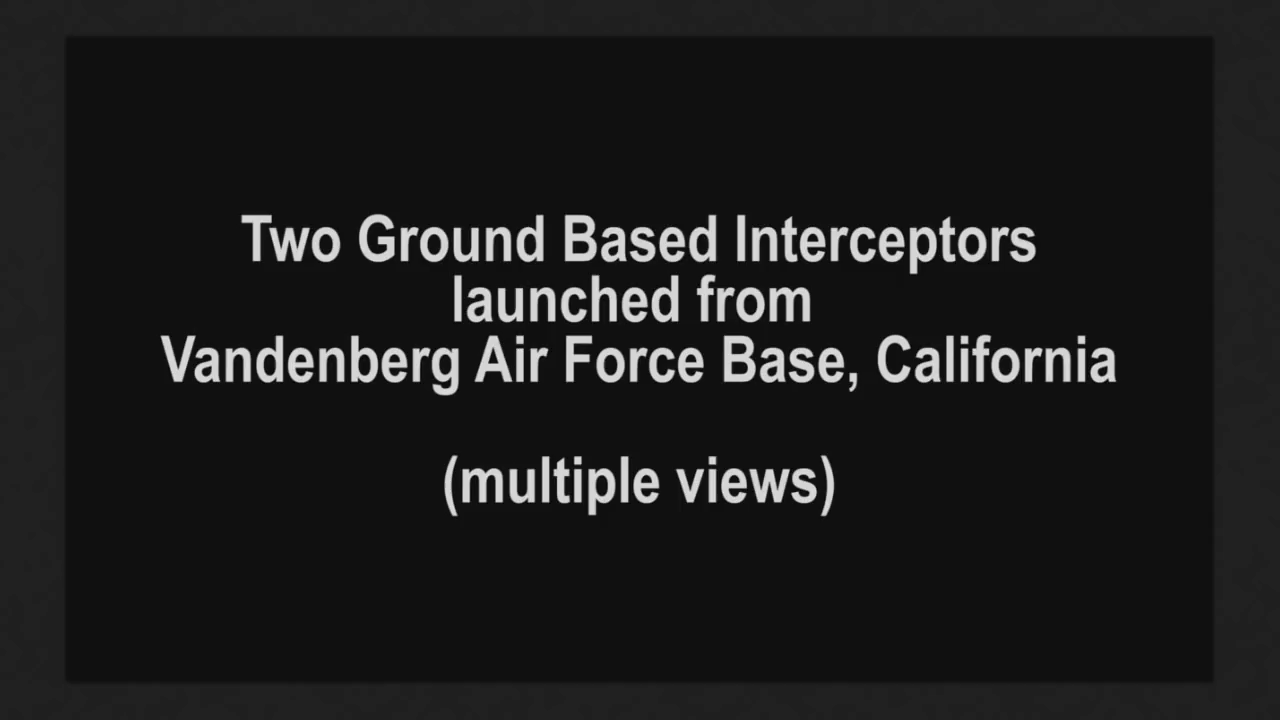 Two Ground Based Interceptors
launched from
Vandenberg Air Force Base, California
(multiple views)